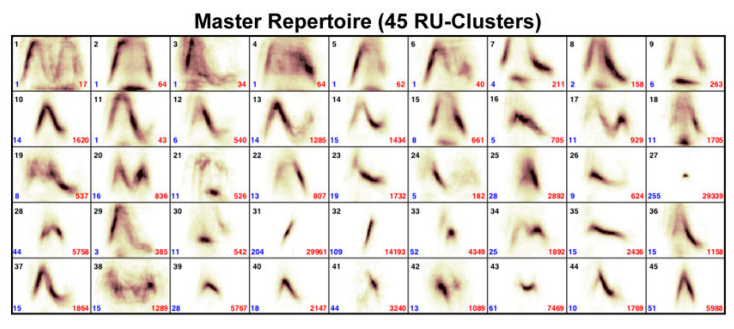 Master Repertoire (45 RU-Clusters)
1 2 3 4 5 6 7 8 9
1 17 1 64 1 34 1 64 1 62 1 40 4 211 2 158 6 263
10 11 12 13 14 15 16 17 18
14 1620 1 43 6 540 14 1285 15 1434 8 661 5 705 11 929 11 1705
19 20 21 22 23 24 25 26 27
8 537 16 836 11 526 13 807 19 1732 5 182 28 2892 9 624 255 29339
28 29 30 31 32 33 34 35 36
44 5758 3 385 11 542 204 29961 109 14193 52 4349 25 1892 15 2436 15 1158
37 38 39 40 41 42 43 44 45
15 1864 15 1289 28 5767 18 2147 44 3240 13 1089 61 7469 10 1769 51 5988